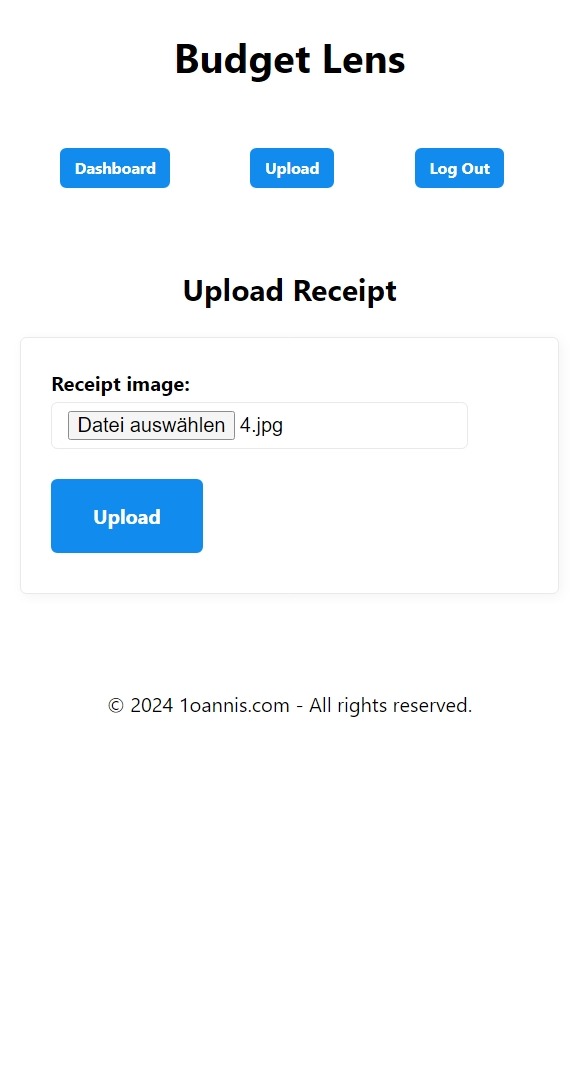 Budget Lens
Dashboard Upload Log Out
Upload Receipt
Receipt image:
Datei auswählen 4.jpg
Upload
© 2024 1oannis.com - All rights reserved.